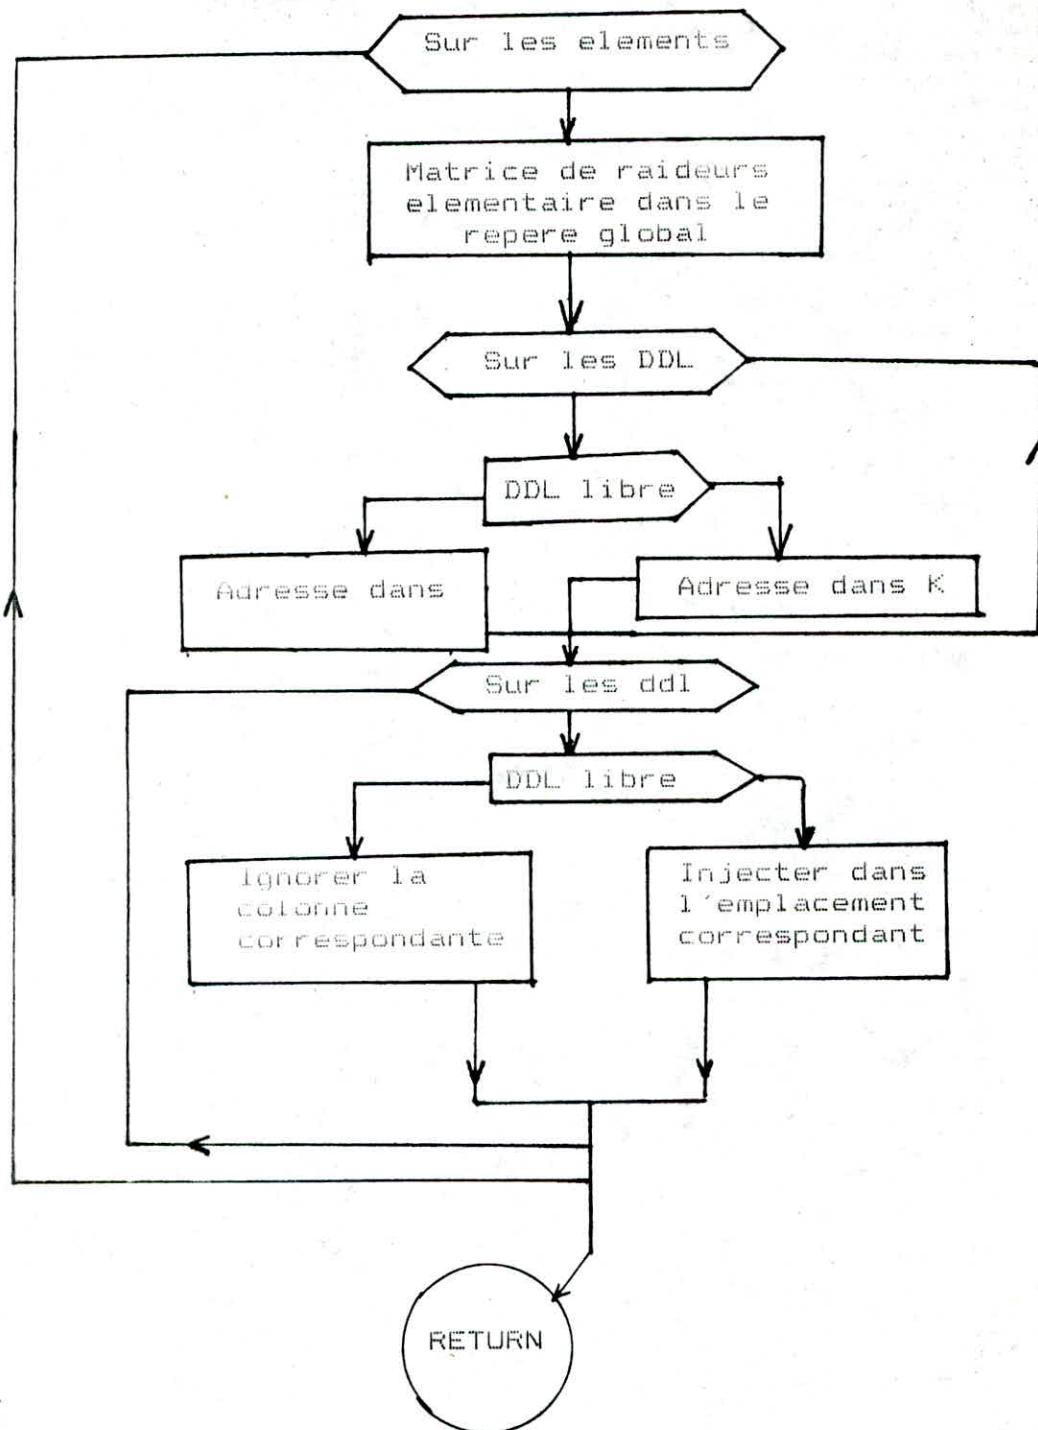 Sur les elements
Matrice de raideurs
elementaire dans le
repere global
Sur les DDL
DDL libre
Adresse dans
Adresse dans K
Sur les ddl
DDL libre
Ignorer la
colonne
correspondante
Injecter dans
l'emplacement
correspondant
RETURN